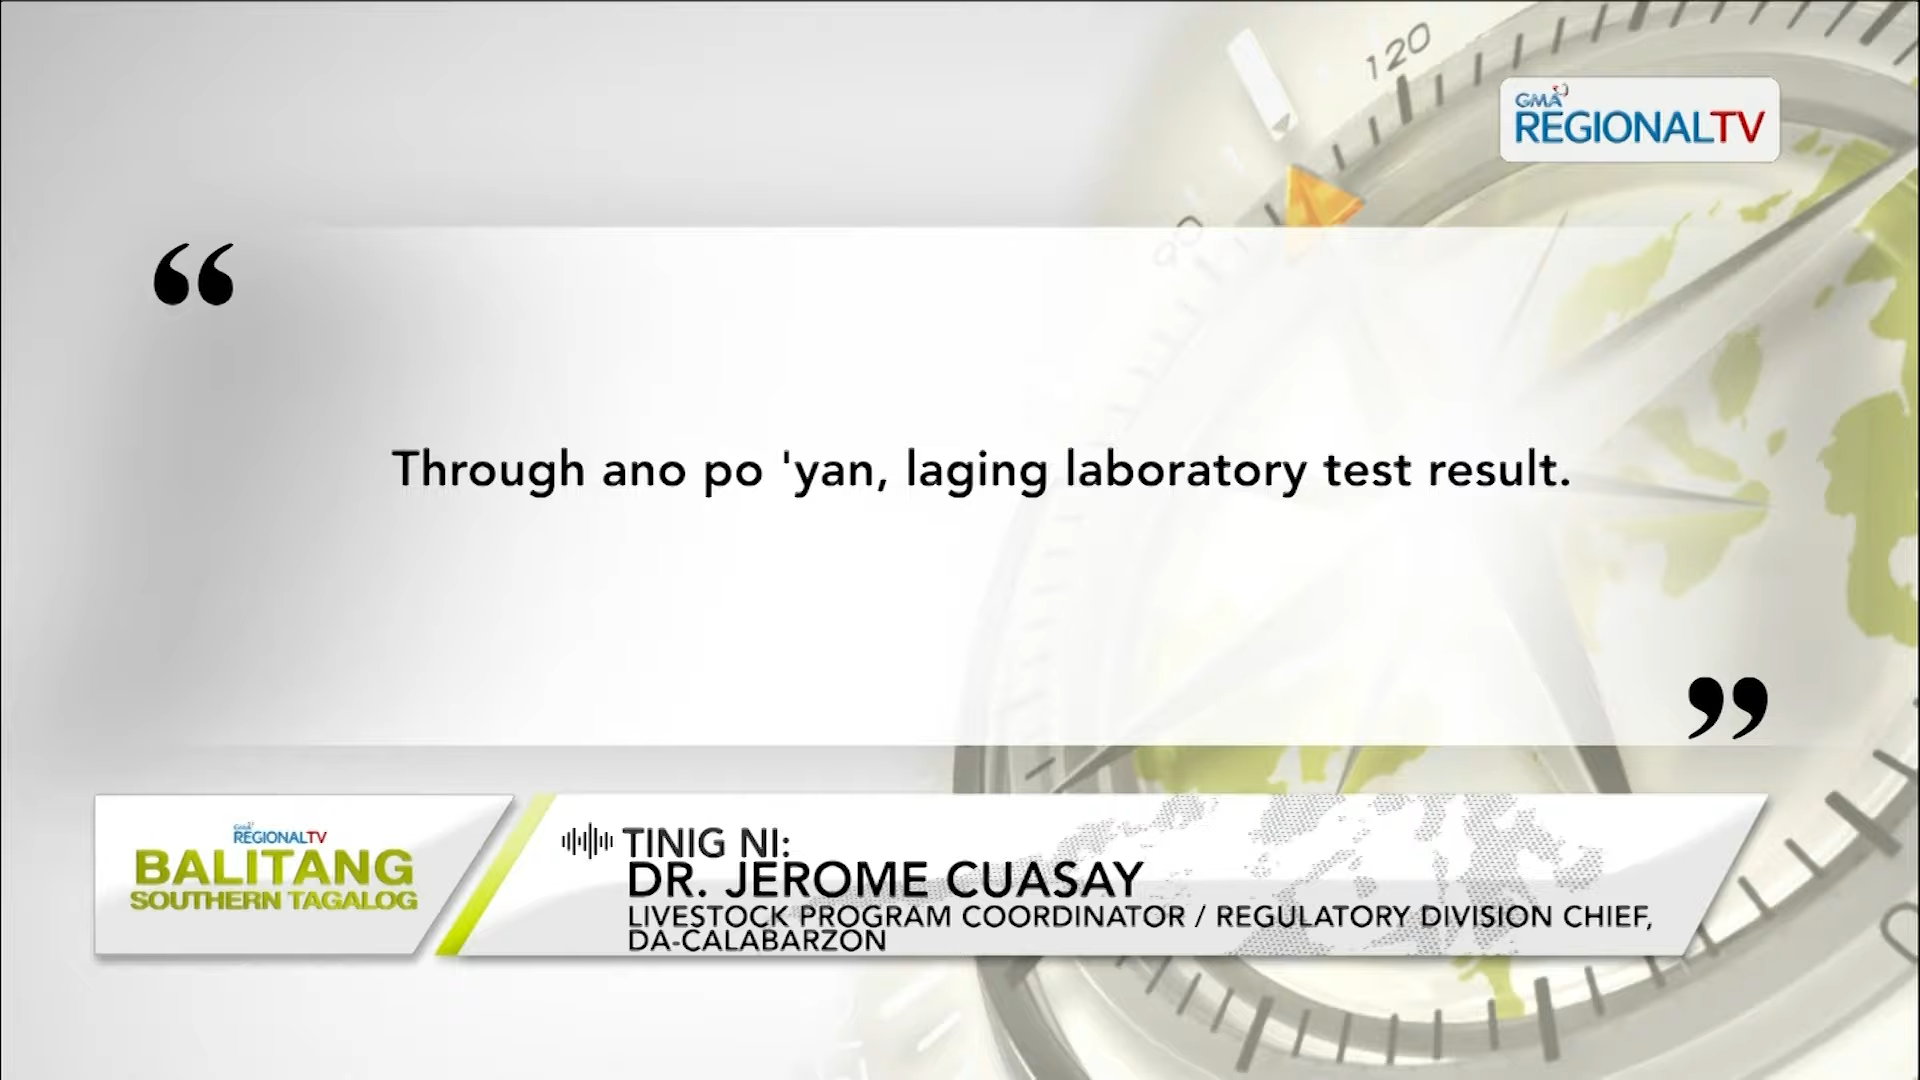 120
GMA
REGIONALTV
90
“
Through ano po 'yan, laging laboratory test result.
”
GMA
REGIONALTV
BALITANG
SOUTHERN TAGALOG
TINIG NI:
DR. JEROME CUASAY
LIVESTOCK PROGRAM COORDINATOR / REGULATORY DIVISION CHIEF,
DA-CALABARZON